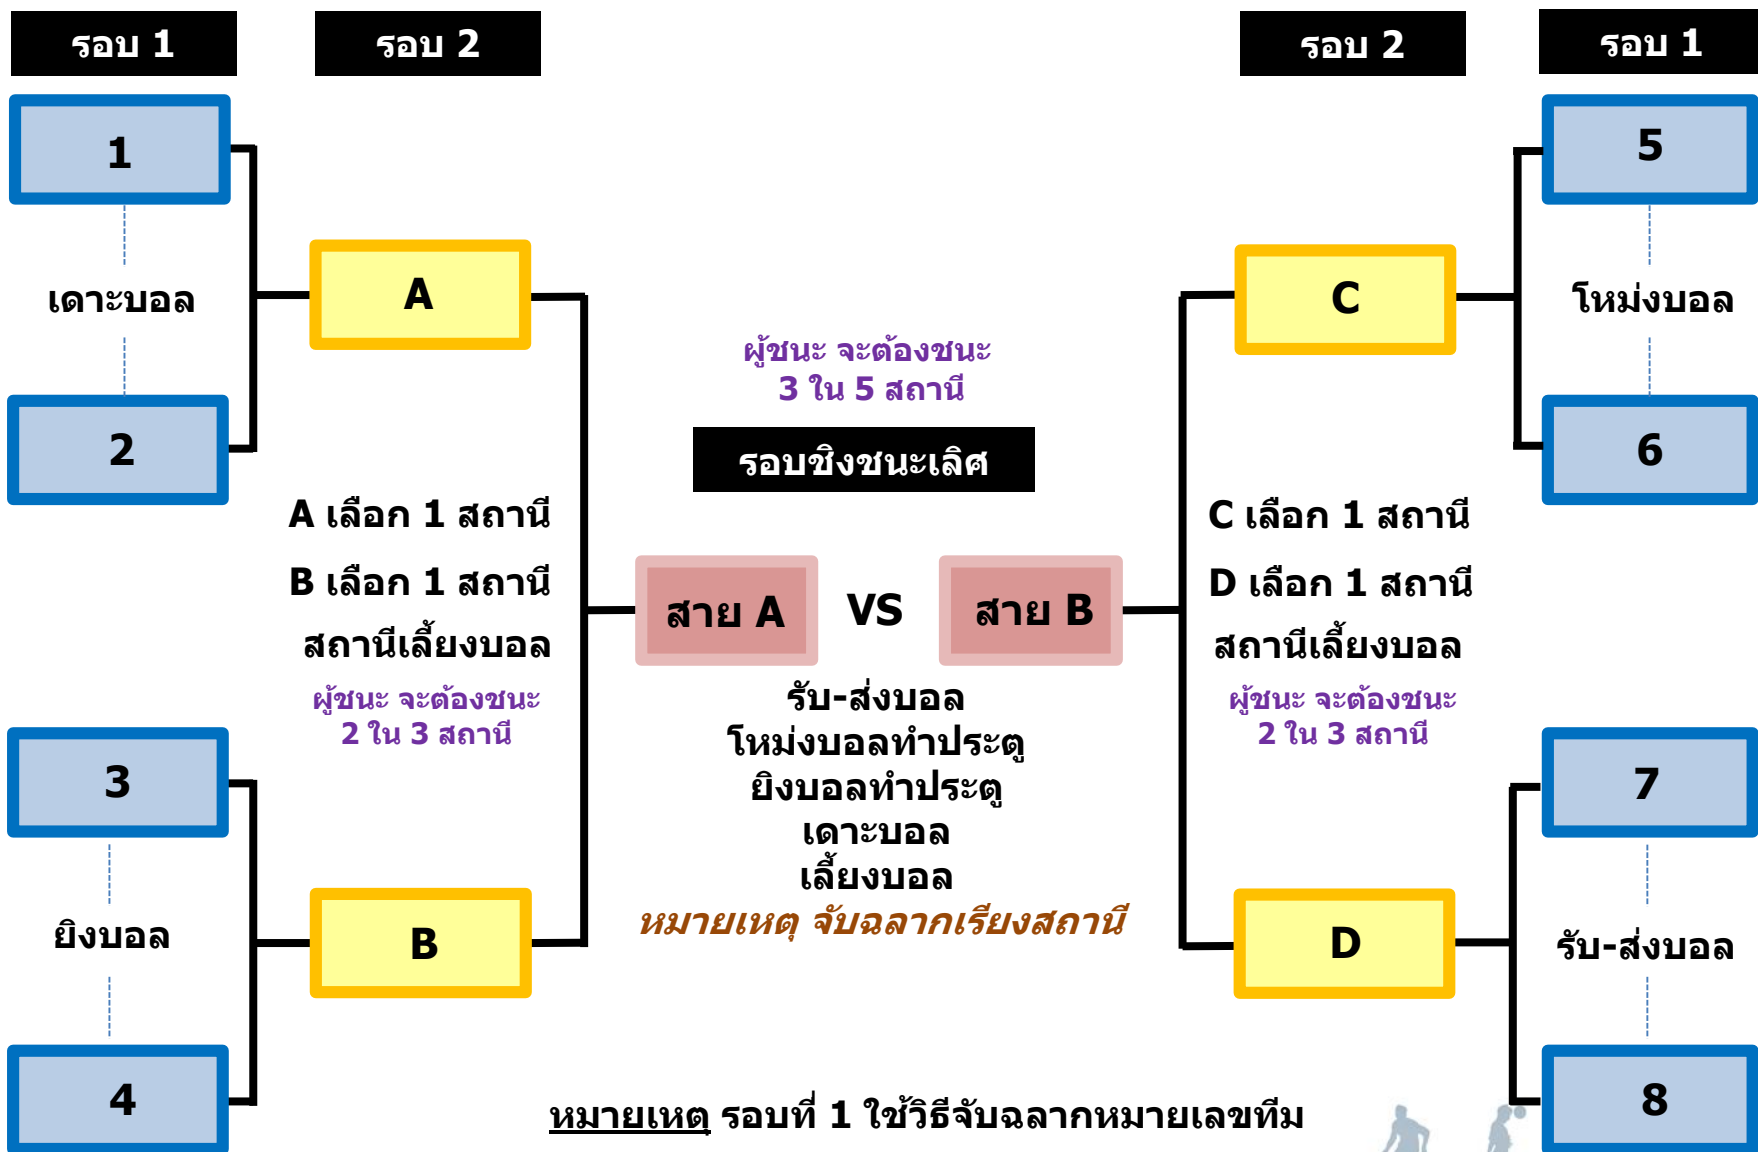 รอบ 1
รอบ 2
รอบ 2
รอบ 1
1
5
เดาะบอล
A
C
โหม่งบอล
ผู้ชนะ จะต้องชนะ
3 ใน 5 สถานี
2
รอบชิงชนะเลิศ
6
A เลือก 1 สถานี
B เลือก 1 สถานี
สถานีเลี้ยงบอล
ผู้ชนะ จะต้องชนะ
2 ใน 3 สถานี
สาย A
VS
สาย B
C เลือก 1 สถานี
D เลือก 1 สถานี
สถานีเลี้ยงบอล
ผู้ชนะ จะต้องชนะ
2 ใน 3 สถานี
รับ-ส่งบอล
โหม่งบอลทำประตู
ยิงบอลทำประตู
เดาะบอล
เลี้ยงบอล
หมายเหตุ จับฉลากเรียงสถานี
3
7
ยิงบอล
B
D
รับ-ส่งบอล
4
8
หมายเหตุ รอบที่ 1 ใช้วิธีจับฉลากหมายเลขทีม